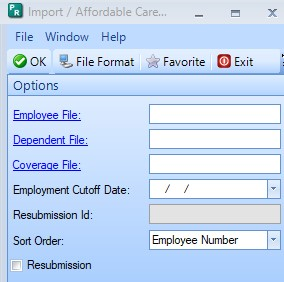 PR Import / Affordable Care...
File Window Help
OK File Format Favorite Exit
Options
Employee File:
Dependent File:
Coverage File:
Employment Cutoff Date: / /
Resubmission Id:
Sort Order: Employee Number
Resubmission